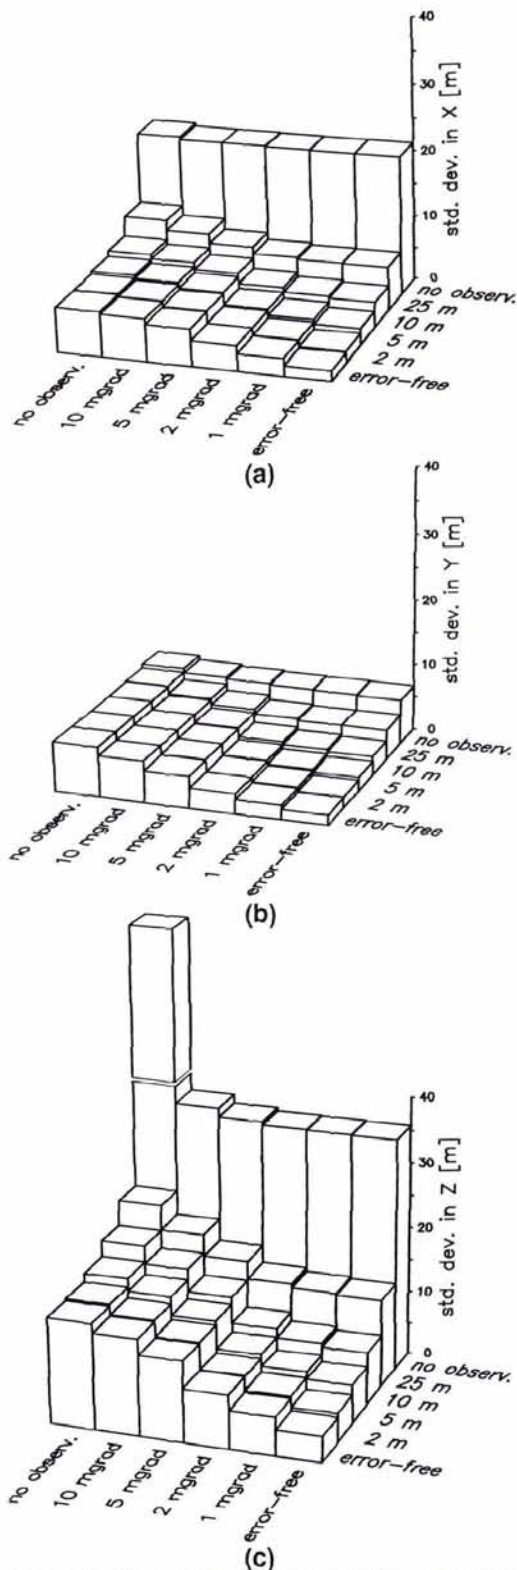 40
30
20
10
0
std. dev. in X [m]
no observ.
25 m
10 m
5 m
2 m
error-free
no observ.
10 mgrad
5 mgrad
2 mgrad
1 mgrad
error-free
(a)
40
30
20
10
0
std. dev. in Y [m]
no observ.
25 m
10 m
5 m
2 m
error-free
no observ.
10 mgrad
5 mgrad
2 mgrad
1 mgrad
error-free
(b)
40
30
20
10
0
std. dev. in Z [m]
no observ.
25 m
10 m
5 m
2 m
error-free
no observ.
10 mgrad
5 mgrad
2 mgrad
1 mgrad
error-free
(c)